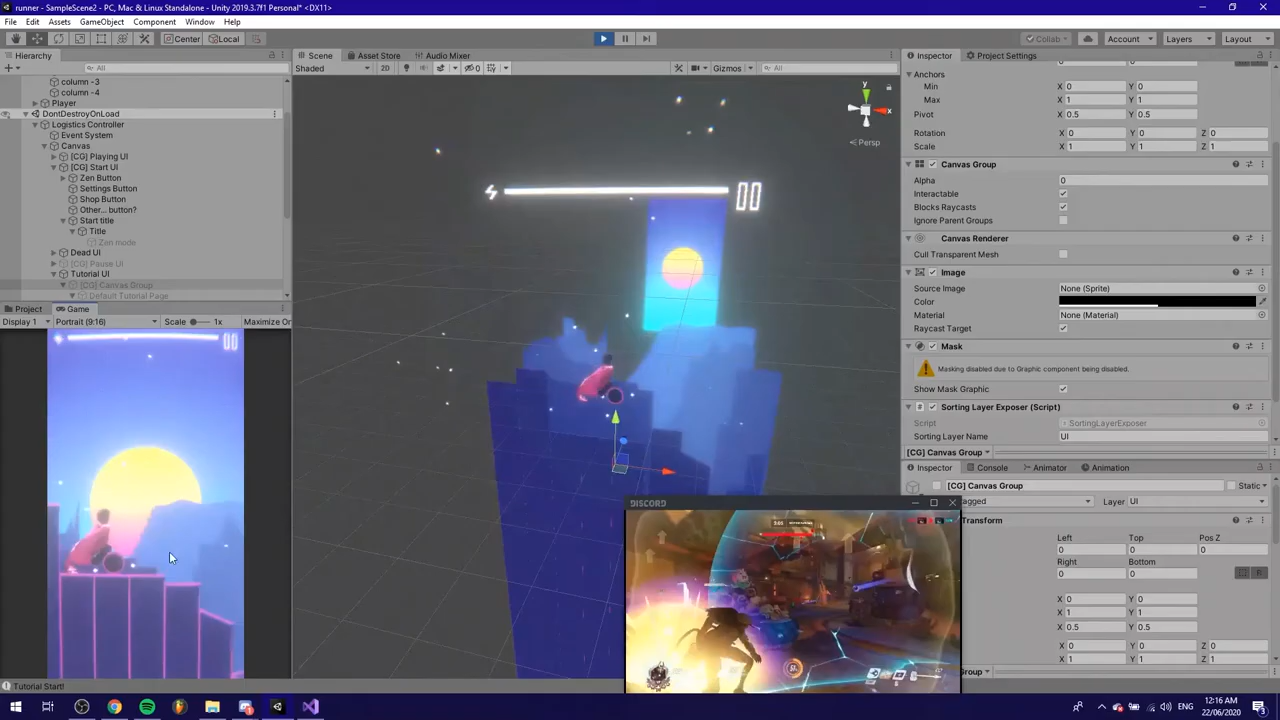 runner - SampleScene2 - PC, Mac & Linux Standalone - Unity 2019.3.7f1 Personal* <DX11>
File Edit Assets GameObject Component Window Help
Center Local Collab Account Layers Layout
Hierarchy
All
column -3
column -4
Player
DontDestroyOnLoad
Logistics Controller
Event System
Canvas
[CG] Playing UI
[CG] Start UI
Zen Button
Settings Button
Shop Button
Other... button?
Start title
Title
Zen mode
Dead UI
[CG] Pause UI
Tutorial UI
[CG] Canvas Group
Default Tutorial Page
Project Game
Display 1 Portrait (9:16) Scale 1x Maximize On
Scene Asset Store Audio Mixer
Shaded 2D 0 Gizmos All
y
x
Persp
Inspector Project Settings
Anchors
Min X 0 Y 0
Max X 1 Y 1
Pivot X 0.5 Y 0.5
Rotation X 0 Y 0 Z 0
Scale X 1 Y 1 Z 1
Canvas Group
Alpha 0
Interactable
Blocks Raycasts
Ignore Parent Groups
Canvas Renderer
Cull Transparent Mesh
Image
Source Image None (Sprite)
Color
Material None (Material)
Raycast Target
Mask
Masking disabled due to Graphic component being disabled.
Show Mask Graphic
Sorting Layer Exposer (Script)
Script SortingLayerExposer
Sorting Layer Name UI
[CG] Canvas Group
Inspector Console Animator Animation
[CG] Canvas Group Static
agged Layer UI
Transform
Left Top Pos Z
0 0 0
Right Bottom
0 0 R
X 0 Y 0
X 1 Y 1
X 0.5 Y 0.5
X 0 Y 0 Z 0
X 1 Y 1 Z 1
roup
DISCORD
Tutorial Start!
ENG
12:16 AM
22/06/2020
3